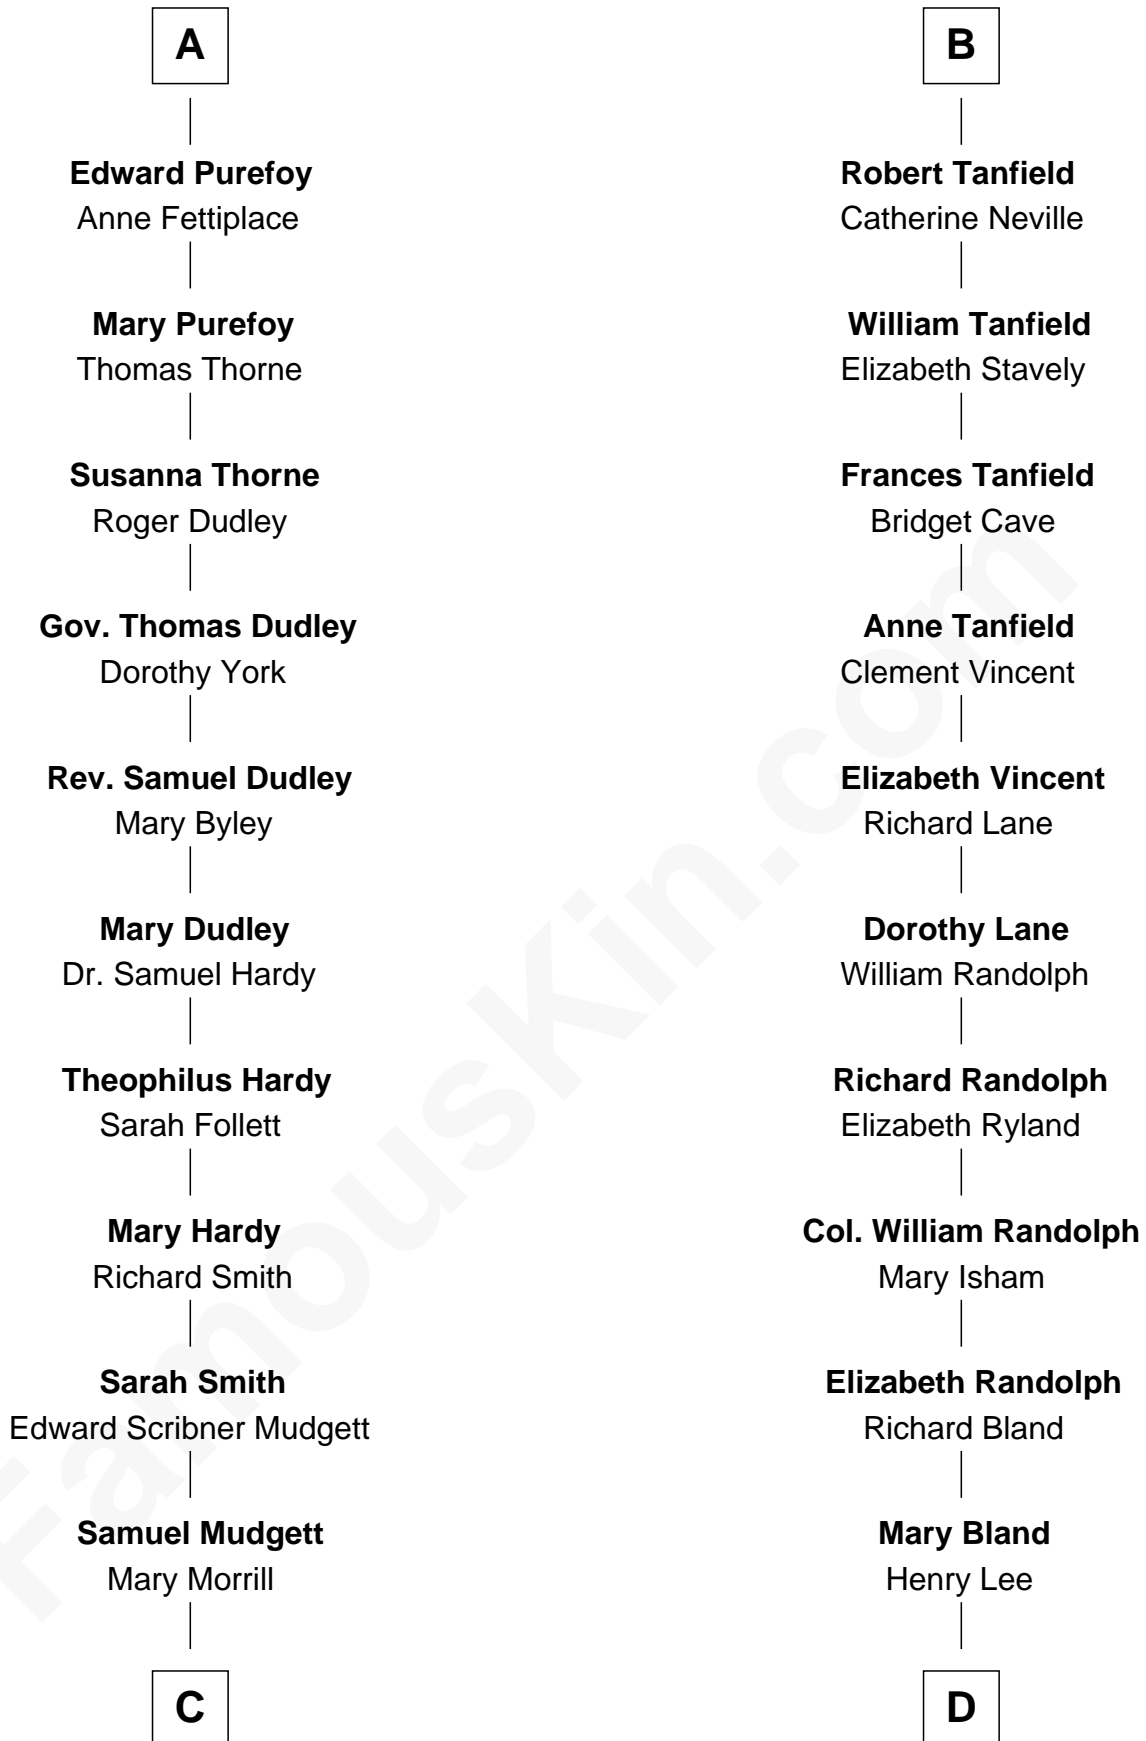 A
Edward Purefoy
Anne Fettiplace
Mary Purefoy
Thomas Thorne
Susanna Thorne
Roger Dudley
Gov. Thomas Dudley
Dorothy York
Rev. Samuel Dudley
Mary Byley
Mary Dudley
Dr. Samuel Hardy
Theophilus Hardy
Sarah Follett
Mary Hardy
Richard Smith
Sarah Smith
Edward Scribner Mudgett
Samuel Mudgett
Mary Morrill
C
B
Robert Tanfield
Catherine Neville
William Tanfield
Elizabeth Stavely
Frances Tanfield
Bridget Cave
Anne Tanfield
Clement Vincent
Elizabeth Vincent
Richard Lane
Dorothy Lane
William Randolph
Richard Randolph
Elizabeth Ryland
Col. William Randolph
Mary Isham
Elizabeth Randolph
Richard Bland
Mary Bland
Henry Lee
D
FamousKin.com